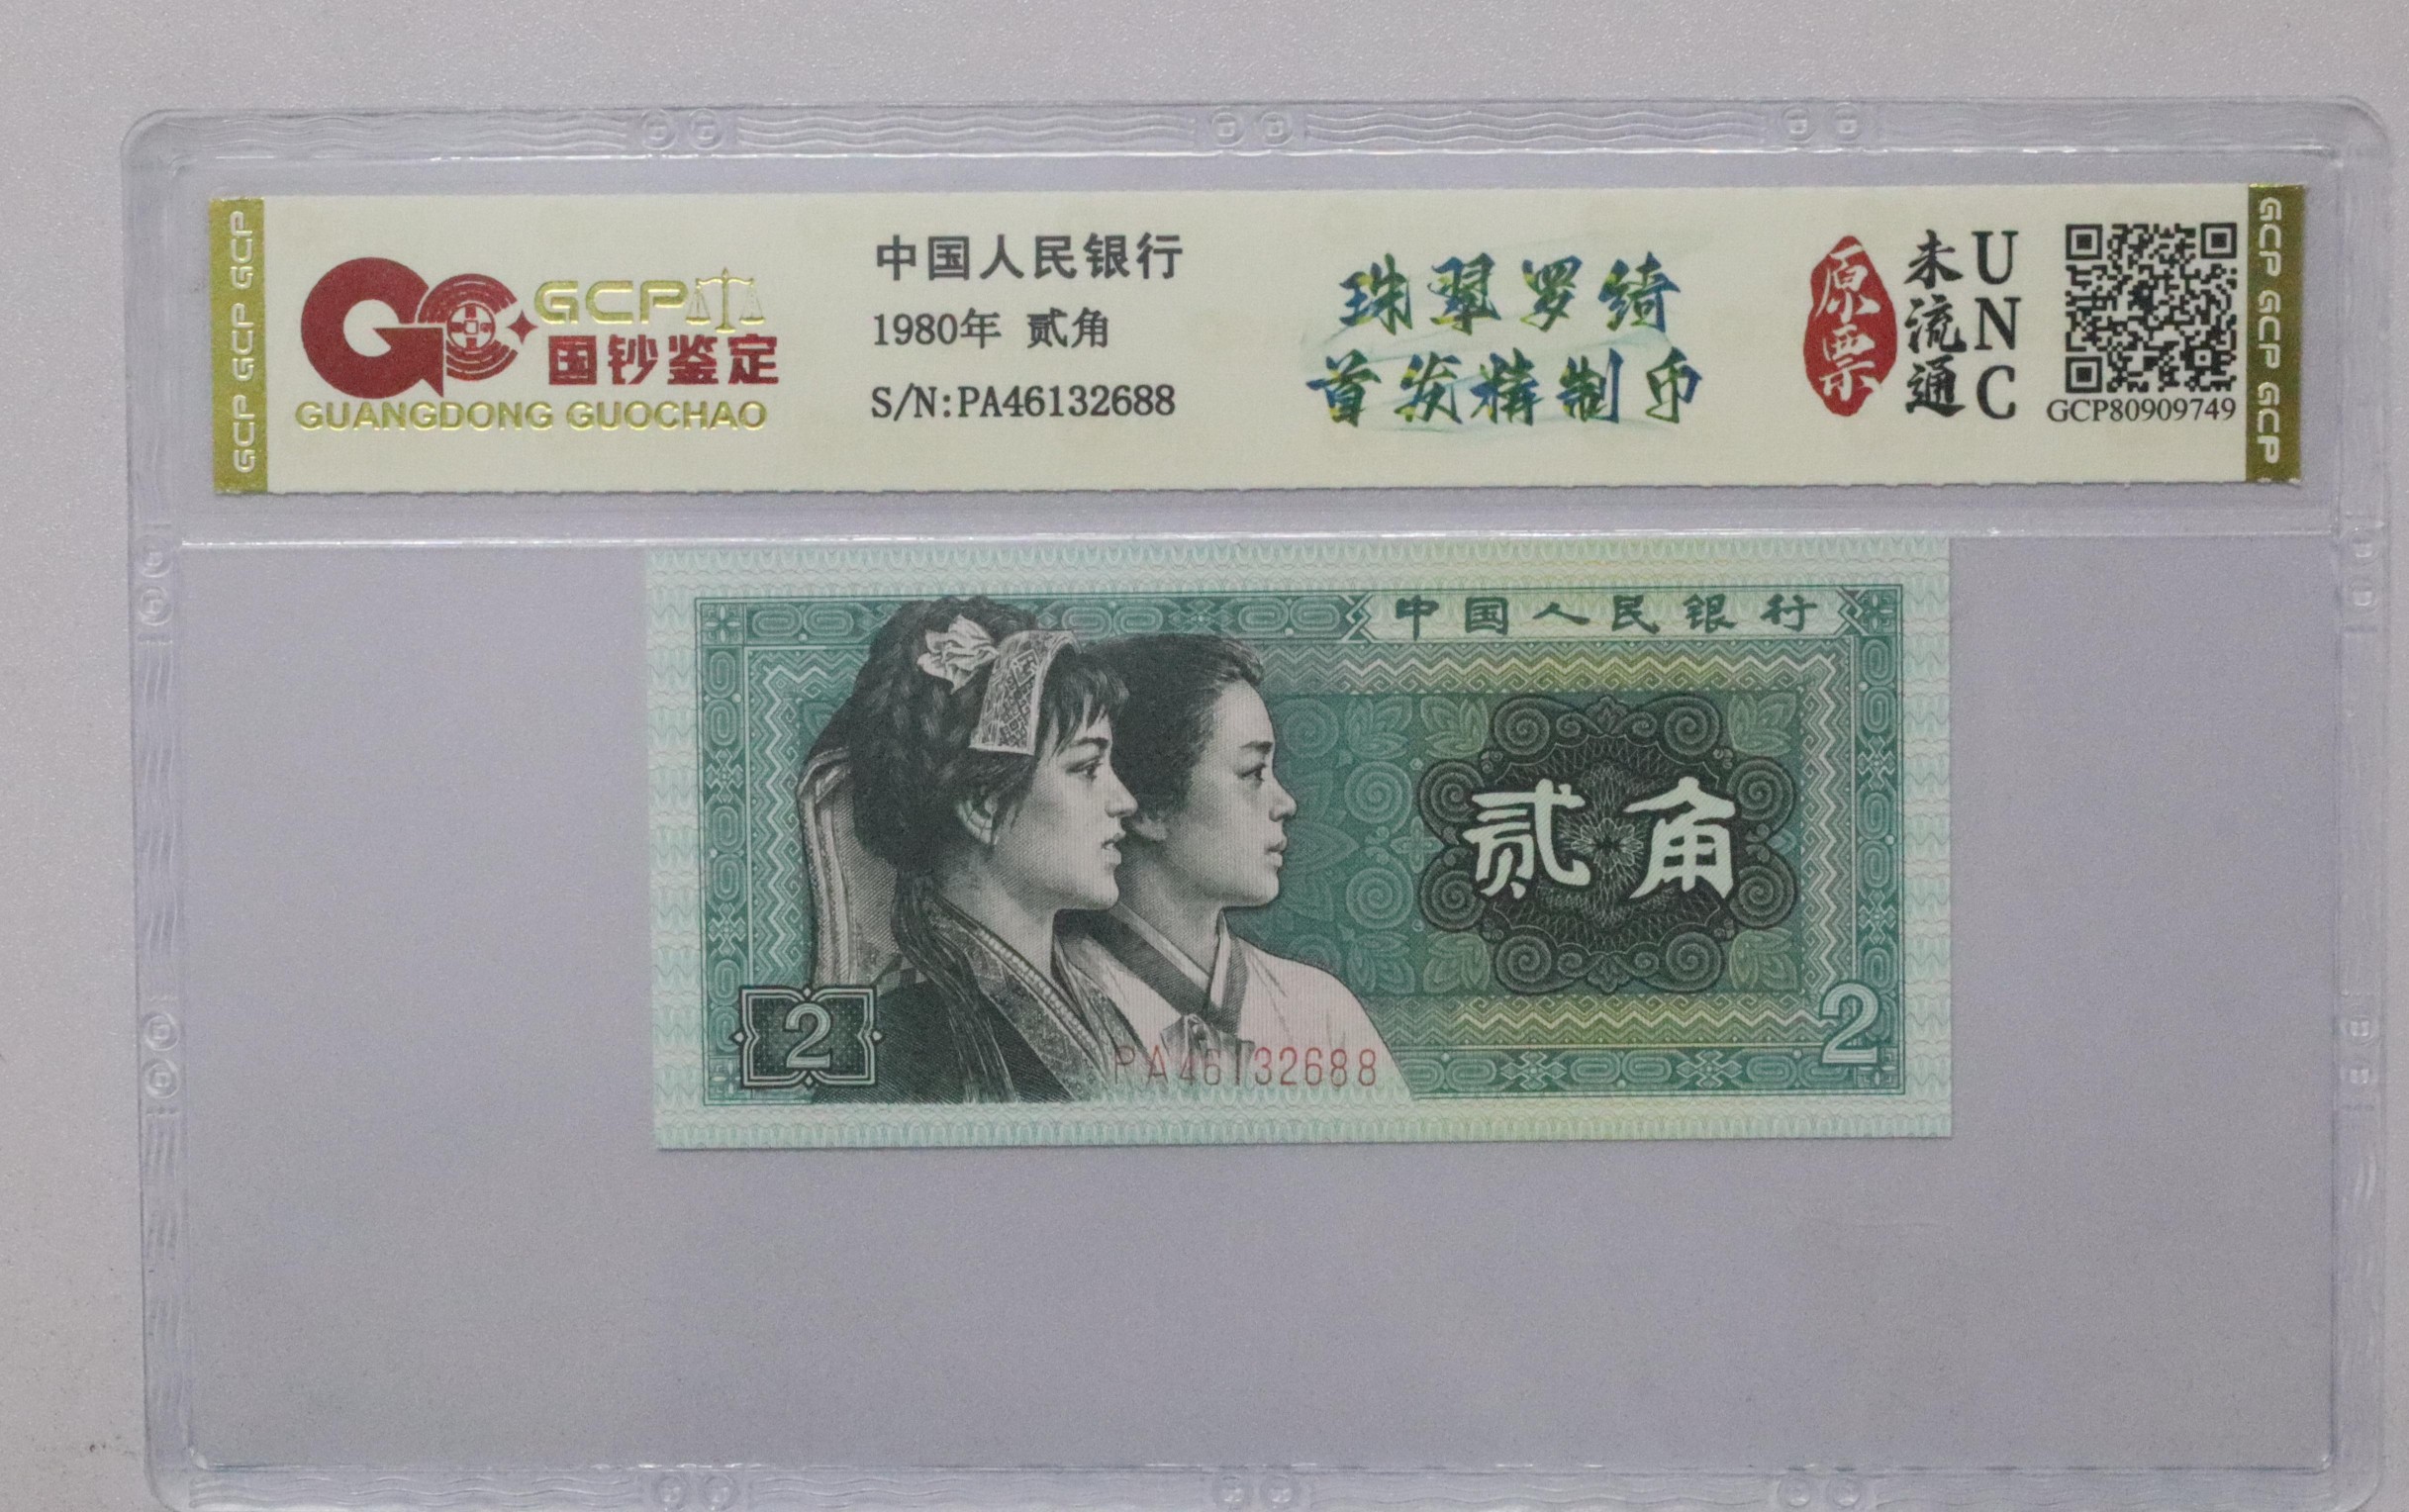 GCP GCP GCP
GCP
国钞鉴定
GUANGDONG GUOCHAO
中国人民银行
1980年 贰角
S/N:PA46132688
珠翠罗绮
首发精制币
原票
未流通
UNC
GCP80909749
GCP GCP GCP
中国人民银行
贰角
2
2
PA46132688